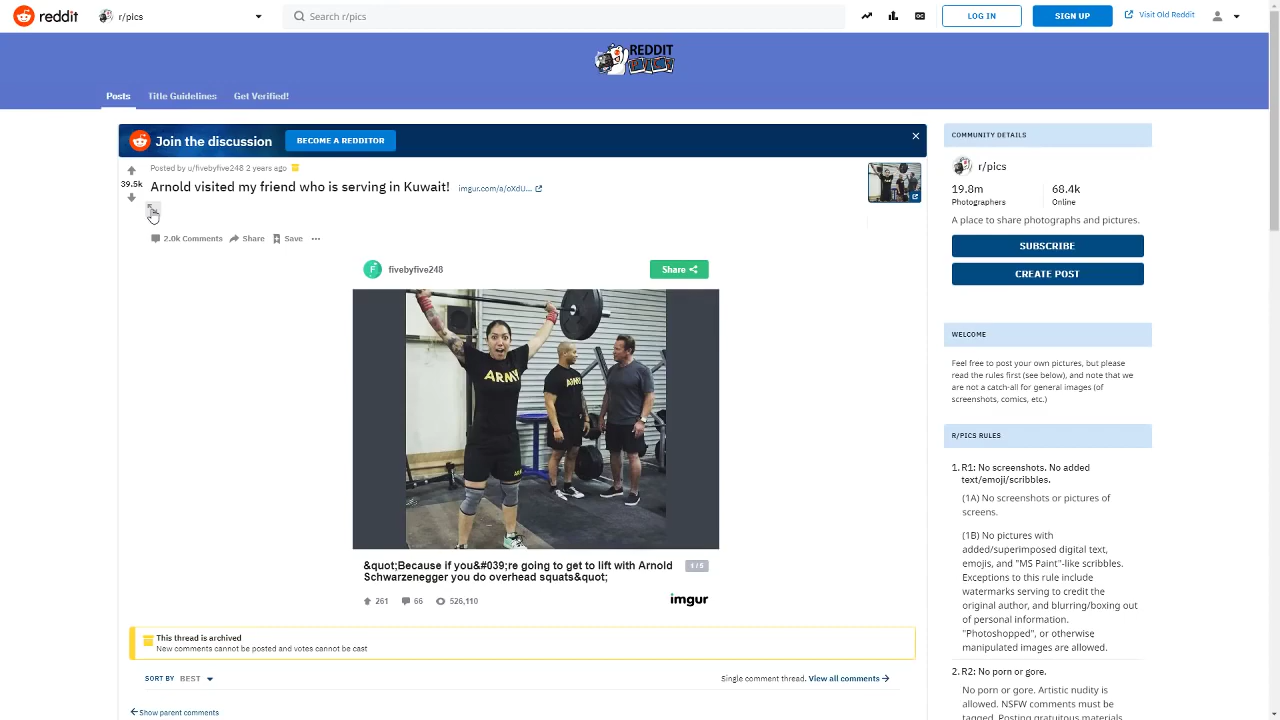 reddit
r/pics
Search r/pics
LOG IN
SIGN UP
Visit Old Reddit
REDDIT
Posts
Title Guidelines
Get Verified!
Join the discussion
BECOME A REDDITOR
Posted by u/fivebyfive248 2 years ago
39.5k
Arnold visited my friend who is serving in Kuwait!
imgur.com/a/oXdU...
2.0k Comments
Share
Save
F
fivebyfive248
Share
ARMY
ARMY
&quot;Because if you&#039;re going to get to lift with Arnold
Schwarzenegger you do overhead squats&quot;
1 / 5
261
66
526,110
imgur
This thread is archived
New comments cannot be posted and votes cannot be cast
SORT BY BEST
Single comment thread. View all comments
Show parent comments
COMMUNITY DETAILS
r/pics
19.8m
68.4k
Photographers
Online
A place to share photographs and pictures.
SUBSCRIBE
CREATE POST
WELCOME
Feel free to post your own pictures, but please
read the rules first (see below), and note that we
are not a catch-all for general images (of
screenshots, comics, etc.)
R/PICS RULES
1. R1: No screenshots. No added
text/emoji/scribbles.
(1A) No screenshots or pictures of
screens.
(1B) No pictures with
added/superimposed digital text,
emojis, and "MS Paint"-like scribbles.
Exceptions to this rule include
watermarks serving to credit the
original author, and blurring/boxing out
of personal information.
"Photoshopped", or otherwise
manipulated images are allowed.
2. R2: No porn or gore.
No porn or gore. Artistic nudity is
allowed. NSFW comments must be
tagged. Posting gratuitous materials